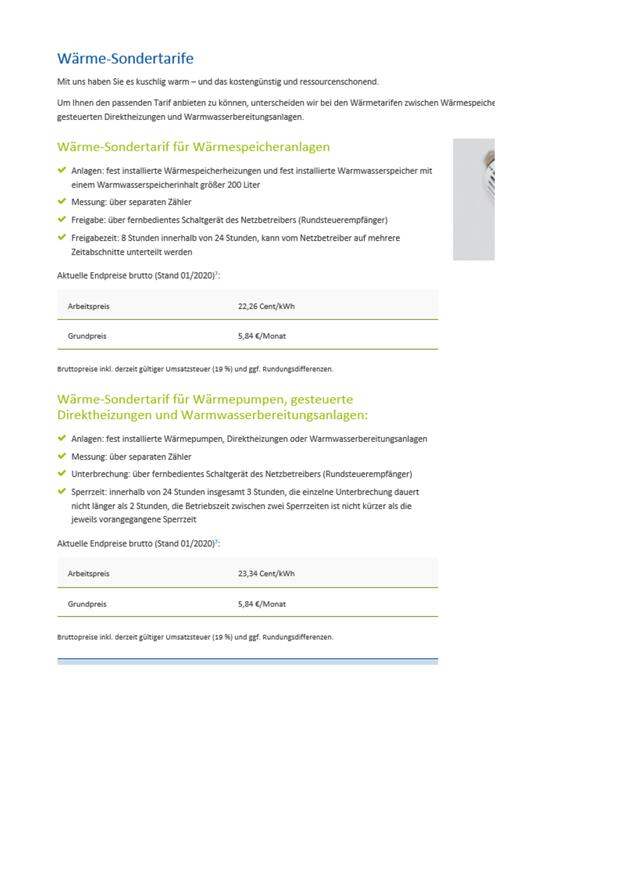 Wärme-Sondertarife
Mit uns haben Sie es kuschlig warm – und das kostengünstig und ressourcenschonend.
Um Ihnen den passenden Tarif anbieten zu können, unterscheiden wir bei den Wärmetarifen zwischen Wärmespeiche
gesteuerten Direktheizungen und Warmwasserbereitungsanlagen.
Wärme-Sondertarif für Wärmespeicheranlagen
Anlagen: fest installierte Wärmespeicherheizungen und fest installierte Warmwasserspeicher mit
einem Warmwasserspeicherinhalt größer 200 Liter
Messung: über separaten Zähler
Freigabe: über fernbedientes Schaltgerät des Netzbetreibers (Rundsteuerempfänger)
Freigabezeit: 8 Stunden innerhalb von 24 Stunden, kann vom Netzbetreiber auf mehrere
Zeitabschnitte unterteilt werden
Aktuelle Endpreise brutto (Stand 01/2020)²:
Arbeitspreis 22,26 Cent/kWh
Grundpreis 5,84 €/Monat
Bruttopreise inkl. derzeit gültiger Umsatzsteuer (19 %) und ggf. Rundungsdifferenzen.
Wärme-Sondertarif für Wärmepumpen, gesteuerte
Direktheizungen und Warmwasserbereitungsanlagen:
Anlagen: fest installierte Wärmepumpen, Direktheizungen oder Warmwasserbereitungsanlagen
Messung: über separaten Zähler
Unterbrechung: über fernbedientes Schaltgerät des Netzbetreibers (Rundsteuerempfänger)
Sperrzeit: innerhalb von 24 Stunden insgesamt 3 Stunden, die einzelne Unterbrechung dauert
nicht länger als 2 Stunden, die Betriebszeit zwischen zwei Sperrzeiten ist nicht kürzer als die
jeweils vorangegangene Sperrzeit
Aktuelle Endpreise brutto (Stand 01/2020):
Arbeitspreis 23,34 Cent/kWh
Grundpreis 5,84 €/Monat
Bruttopreise inkl. derzeit gültiger Umsatzsteuer (19 %) und ggf. Rundungsdifferenzen.